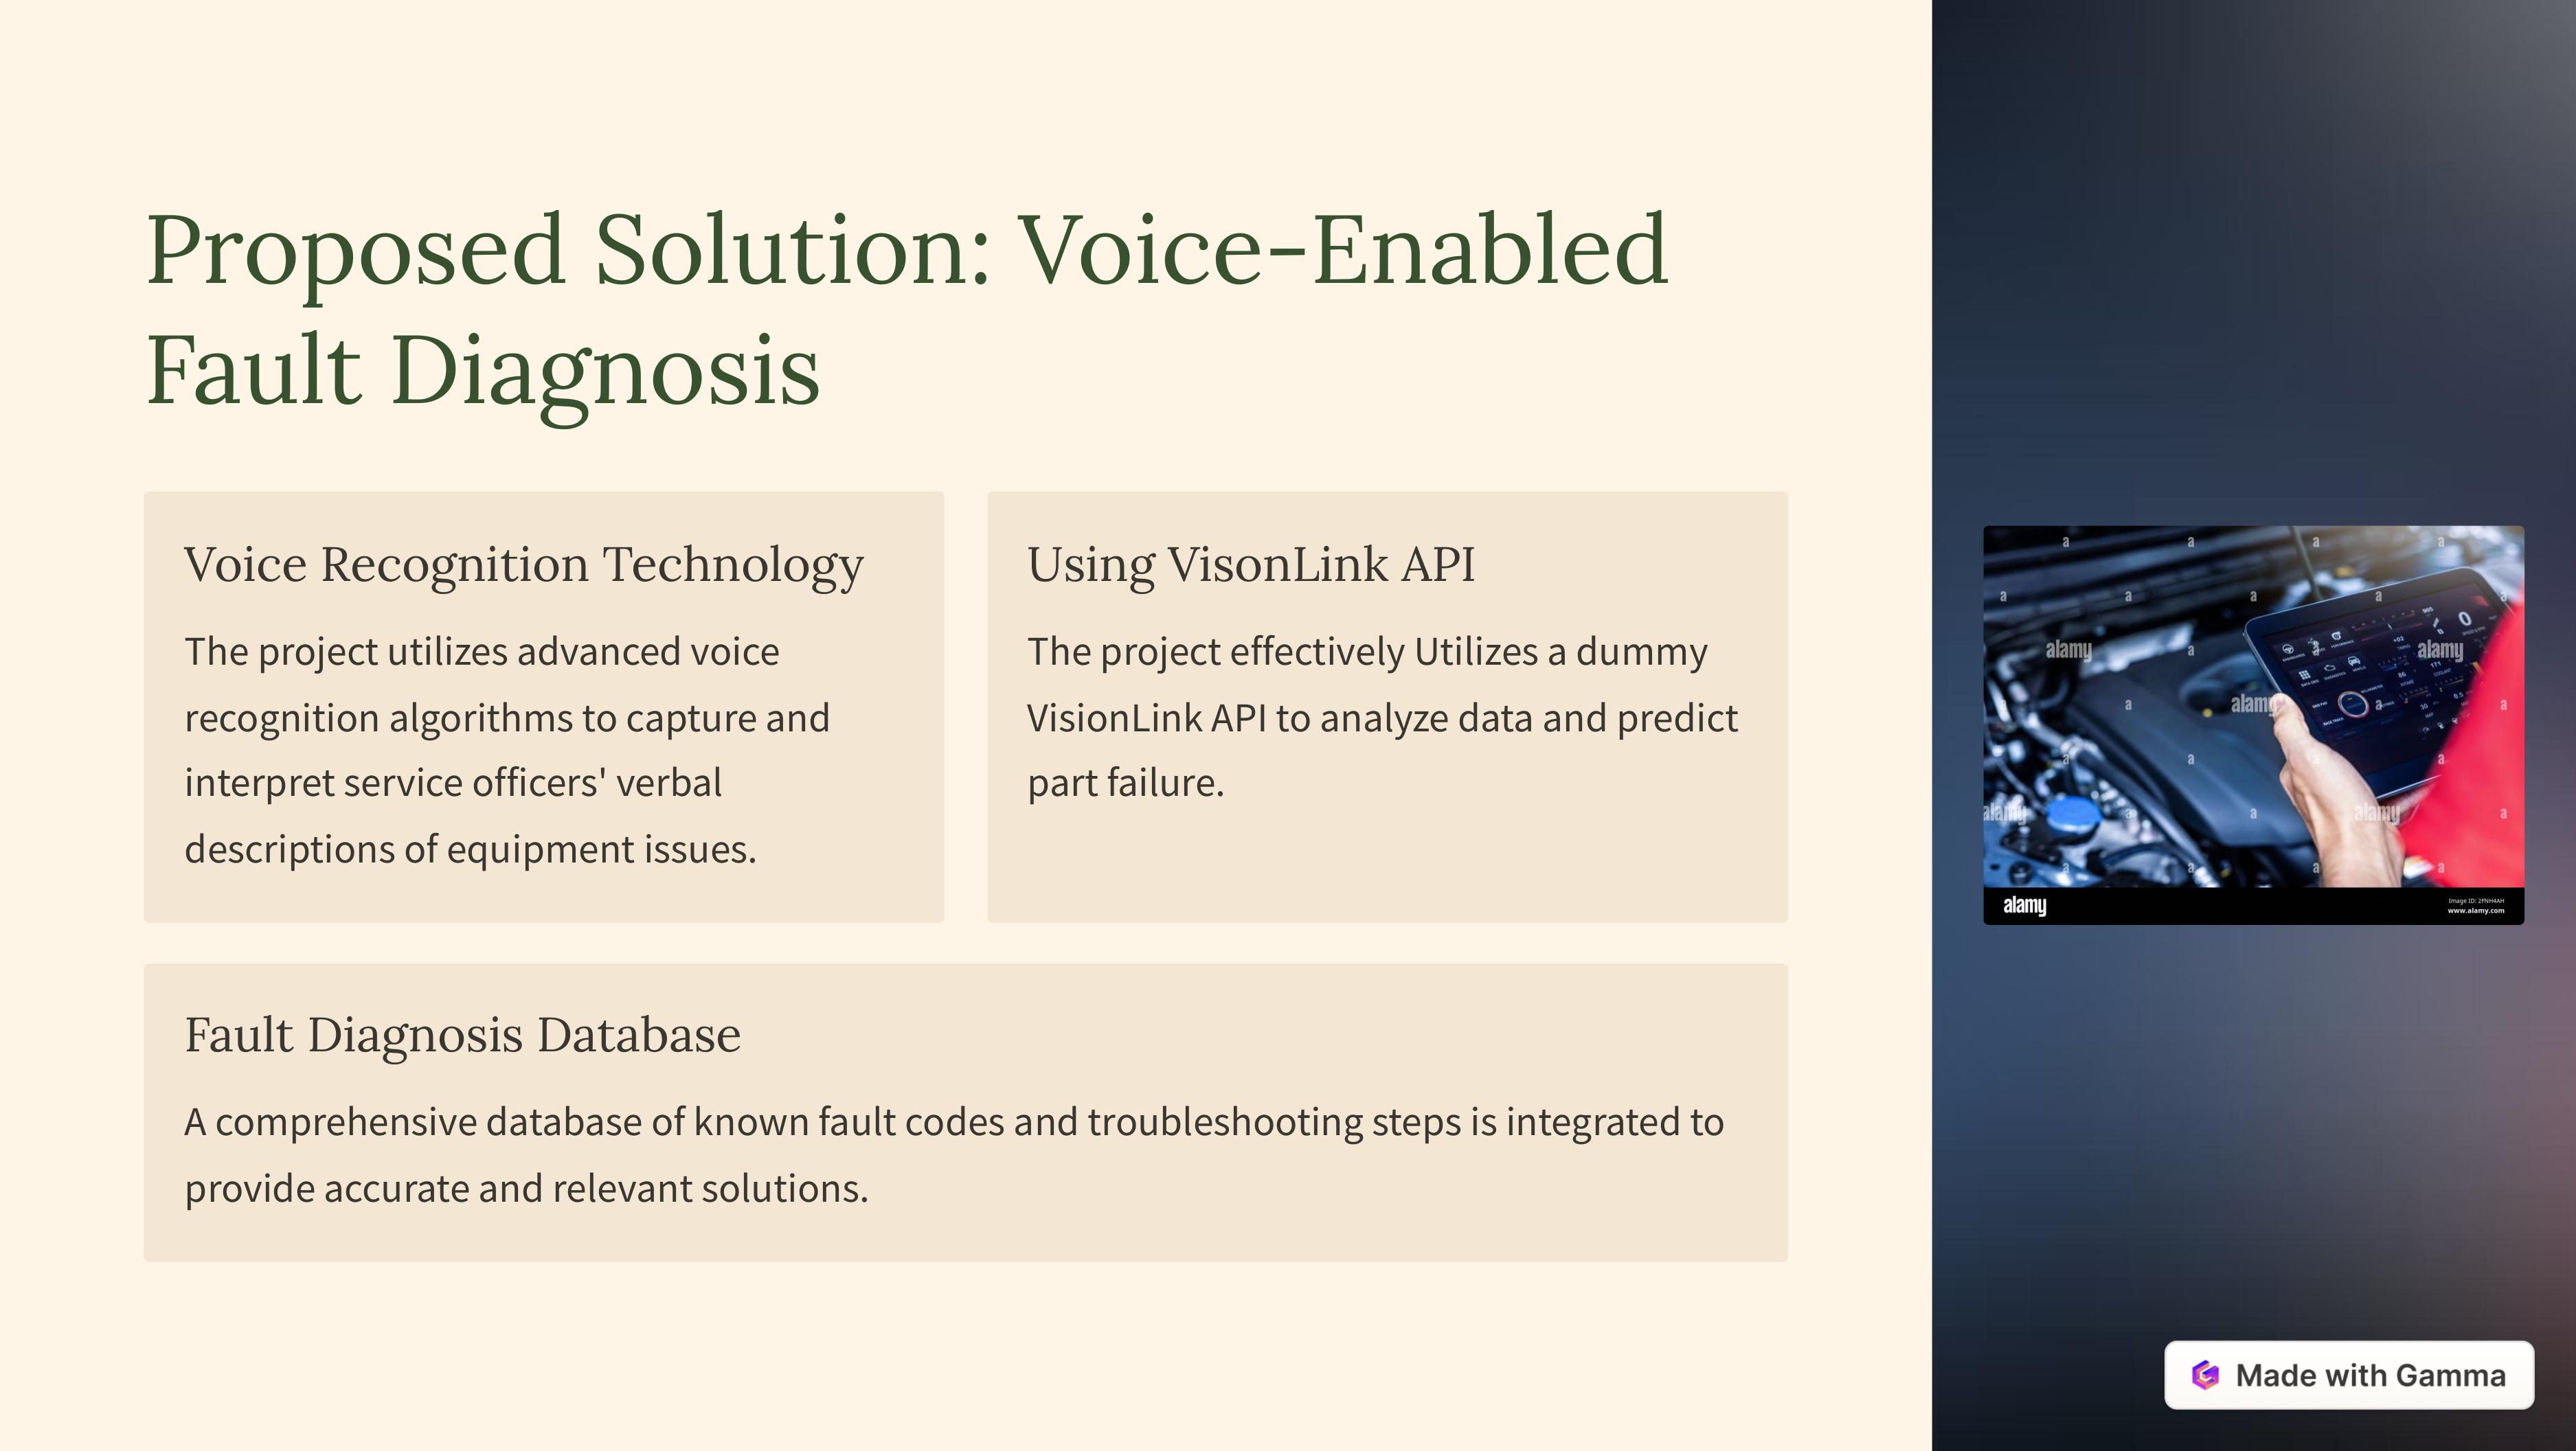 Proposed Solution: Voice-Enabled
Fault Diagnosis
Voice Recognition Technology
The project utilizes advanced voice
recognition algorithms to capture and
interpret service officers' verbal
descriptions of equipment issues.
Using VisonLink API
The project effectively Utilizes a dummy
VisionLink API to analyze data and predict
part failure.
Fault Diagnosis Database
A comprehensive database of known fault codes and troubleshooting steps is integrated to
provide accurate and relevant solutions.
alamy
alamy
alamy
alamy
alamy
alamy
Image ID: 2FNH4AH
www.alamy.com
Made with Gamma